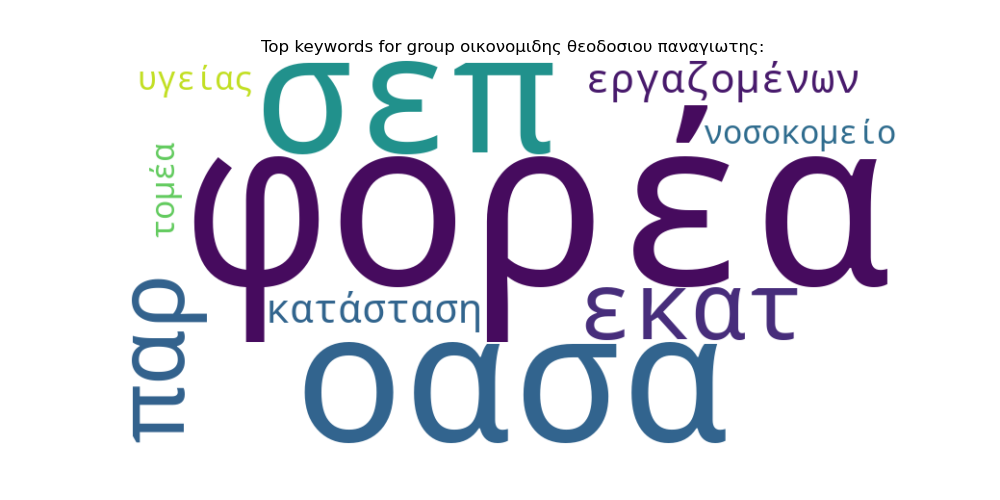 Top keywords for group οικονομιδης θεοδοσιου παναγιωτης:
υγείας
σεπ
εργαζομένων
νοσοκομείο
τομέα
φορέα
παρ
κατάσταση
εκατ
οασα